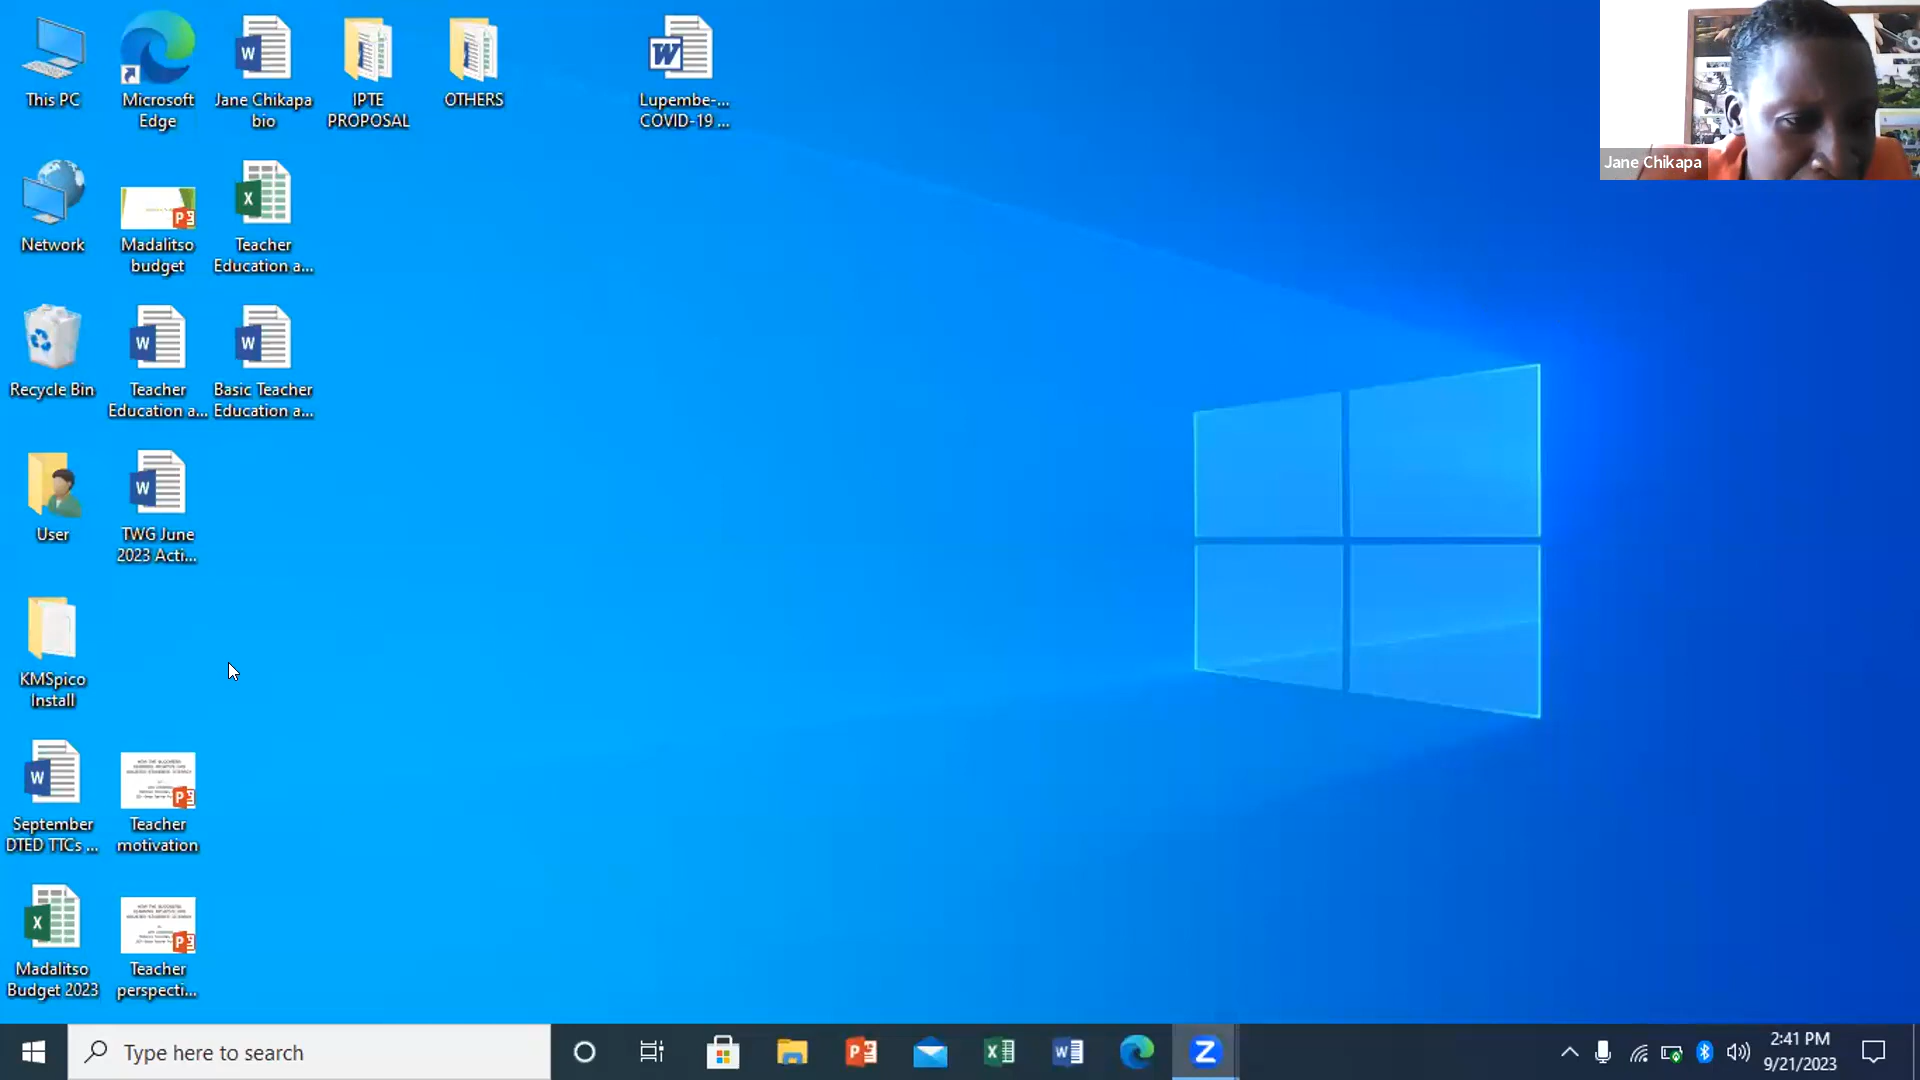 This PC
Microsoft
Edge
Jane Chikapa
bio
IPTE
PROPOSAL
OTHERS
Lupembe-...
COVID-19 ...
Jane Chikapa
Network
Madalitso
budget
Teacher
Education a...
Recycle Bin
Teacher
Education a...
Basic Teacher
Education a...
User
TWG June
2023 Acti...
KMSpico
Install
September
DTED TTCs ...
Teacher
motivation
Madalitso
Budget 2023
Teacher
perspecti...
Type here to search
2:41 PM
9/21/2023